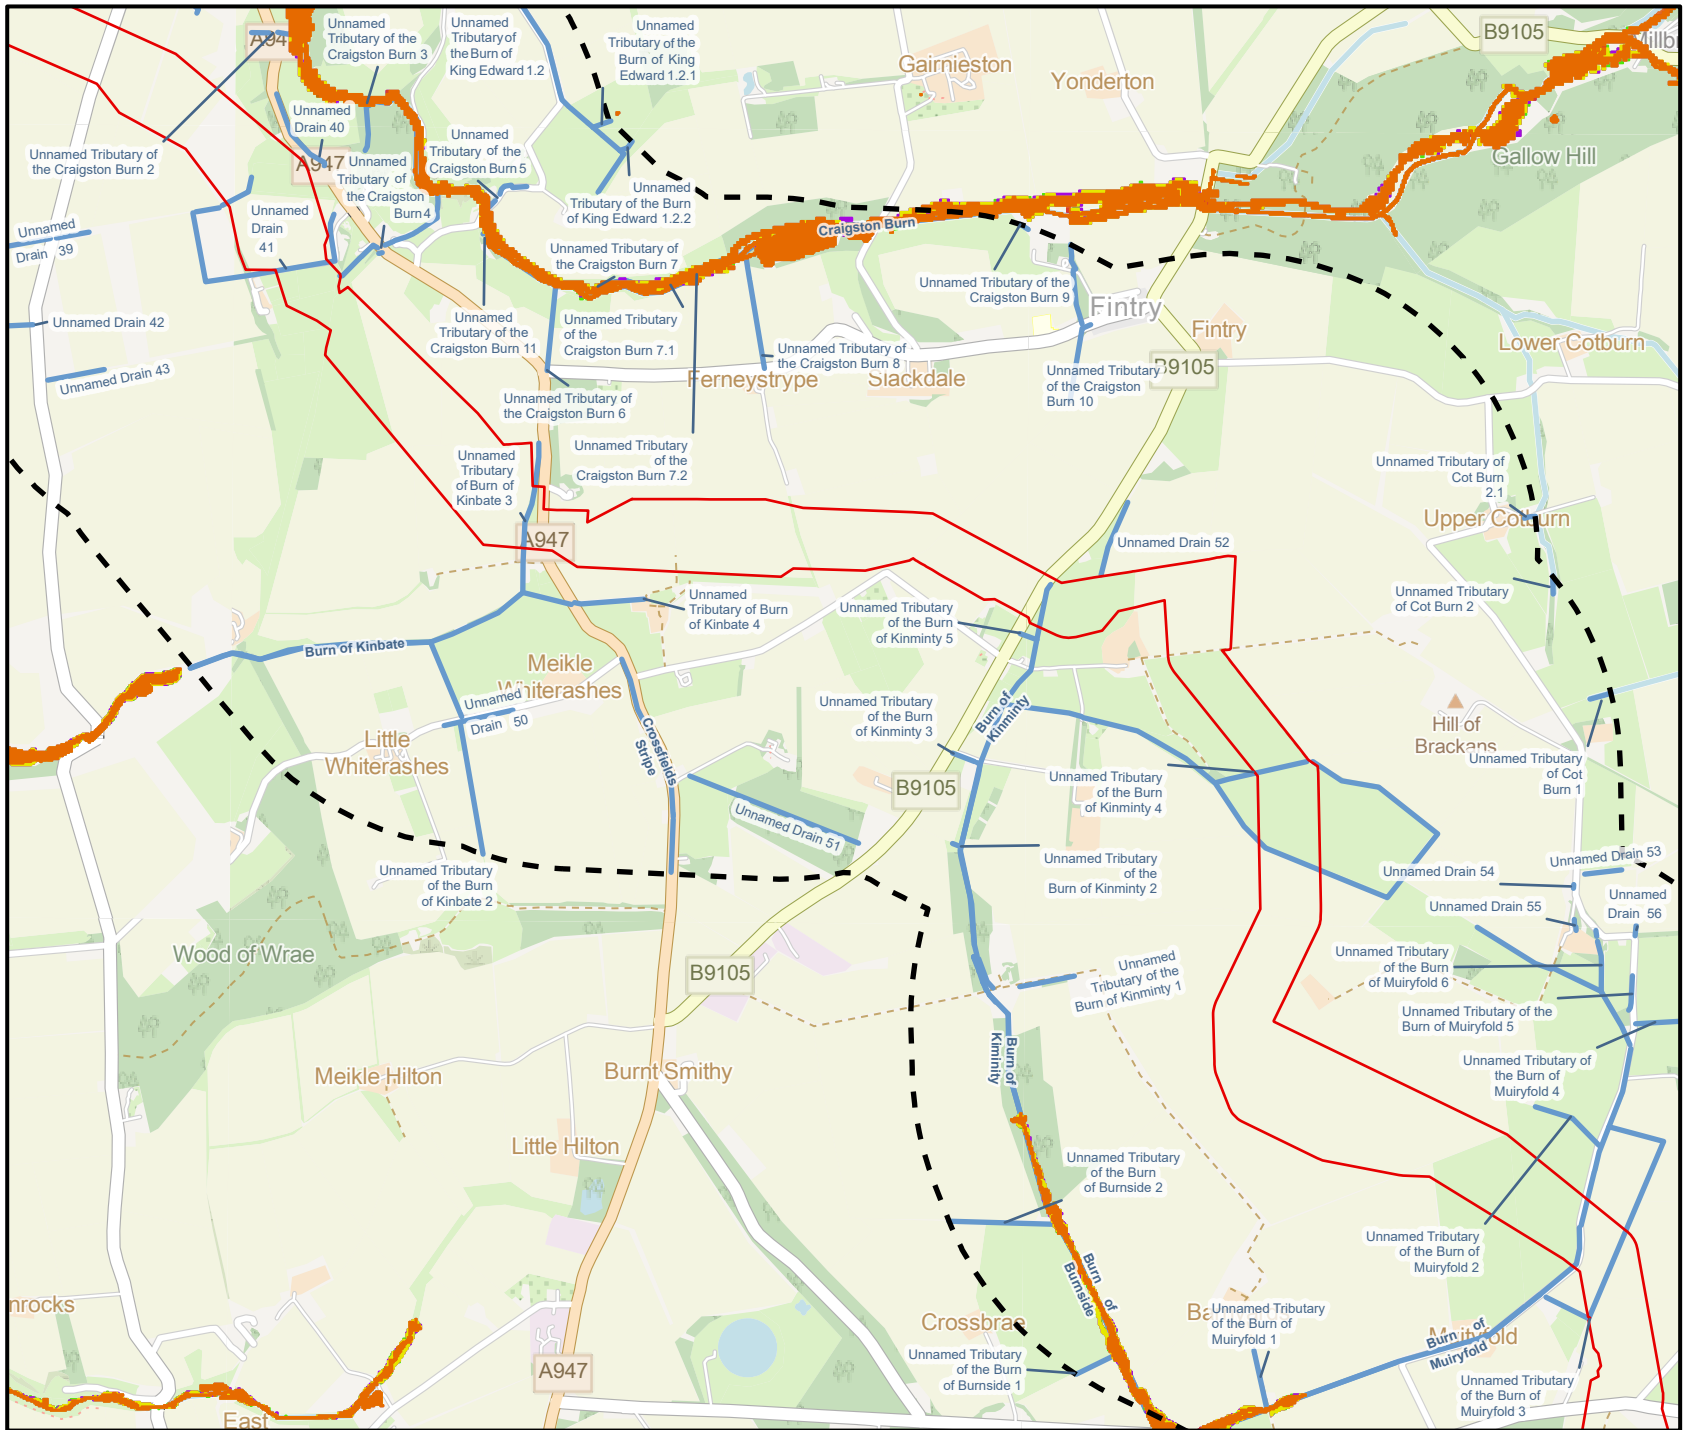 A94
Unnamed
Tributary of the
Craigston Burn 3
Unnamed
Tributary of
the Burn of
King Edward 1.2
Unnamed
Tributary of the
Burn of King
Edward 1.2.1
Gairnieston
Yonderton
B9105
Unnamed
Drain 40
Unnamed Tributary of
the Craigston Burn 2
A947
Unnamed
Tributary of
the Craigston
Burn 4
Unnamed
Tributary of the
Craigston Burn 5
Unnamed
Tributary of the Burn
of King Edward 1.2.2
Gallow Hill
Unnamed
Drain 39
Unnamed
Drain
41
Unnamed Tributary of
the Craigston Burn 7
Craigston Burn
Unnamed Tributary of the
Craigston Burn 9
Fintry
Fintry
Unnamed Drain 42
Unnamed
Tributary of the
Craigston Burn 11
Unnamed Tributary
of the
Craigston Burn 7.1
Unnamed Tributary of
the Craigston Burn 8
Lower Cotburn
Unnamed Drain 43
Ferneystrype
Slackdale
Unnamed Tributary
of the Craigston
Burn 10
B9105
Unnamed Tributary of
the Craigston Burn 6
Unnamed Tributary
of the
Craigston Burn 7.2
Unnamed
Tributary
of Burn of
Kinbate 3
Unnamed Tributary of
Cot Burn
2.1
Upper Cotburn
A947
Unnamed Drain 52
Unnamed
Tributary of Burn
of Kinbate 4
Unnamed Tributary
of the Burn
of Kinminty 5
Unnamed Tributary
of Cot Burn 2
Burn of Kinbate
Meikle
Whiterashes
Unnamed
Drain 50
Little
Whiterashes
Crossfields
Stripe
Unnamed Tributary
of the Burn
of Kinminty 3
Burn of
Kinminty
Hill of
Brackans
Unnamed Tributary
of Cot
Burn 1
B9105
Unnamed Tributary
of the Burn
of Kinminty 4
Unnamed Drain 51
Unnamed Tributary
of the Burn
of Kinbate 2
Unnamed Tributary
of the
Burn of Kinminty 2
Unnamed Drain 53
Unnamed Drain 54
Unnamed Drain 55
Unnamed
Drain 56
Wood of Wrae
B9105
Unnamed
Tributary of the
Burn of Kinminty 1
Unnamed Tributary
of the Burn
of Muiryfold 6
Unnamed Tributary of the
Burn of Muiryfold 5
Burn of
Kiminity
Meikle Hilton
Burnt Smithy
Unnamed Tributary of
the Burn of
Muiryfold 4
Little Hilton
Unnamed Tributary
of the Burn
of Burnside 2
Unnamed Tributary
of the Burn of
Muiryfold 2
Burn of
Burnside
nrocks
Crossbrae
Ba
Unnamed Tributary
of the Burn of
Muiryfold 1
Muiryfold
Burn of
Muiryfold
A947
Unnamed Tributary
of the Burn
of Burnside 1
Unnamed Tributary
of the Burn of
Muiryfold 3
East